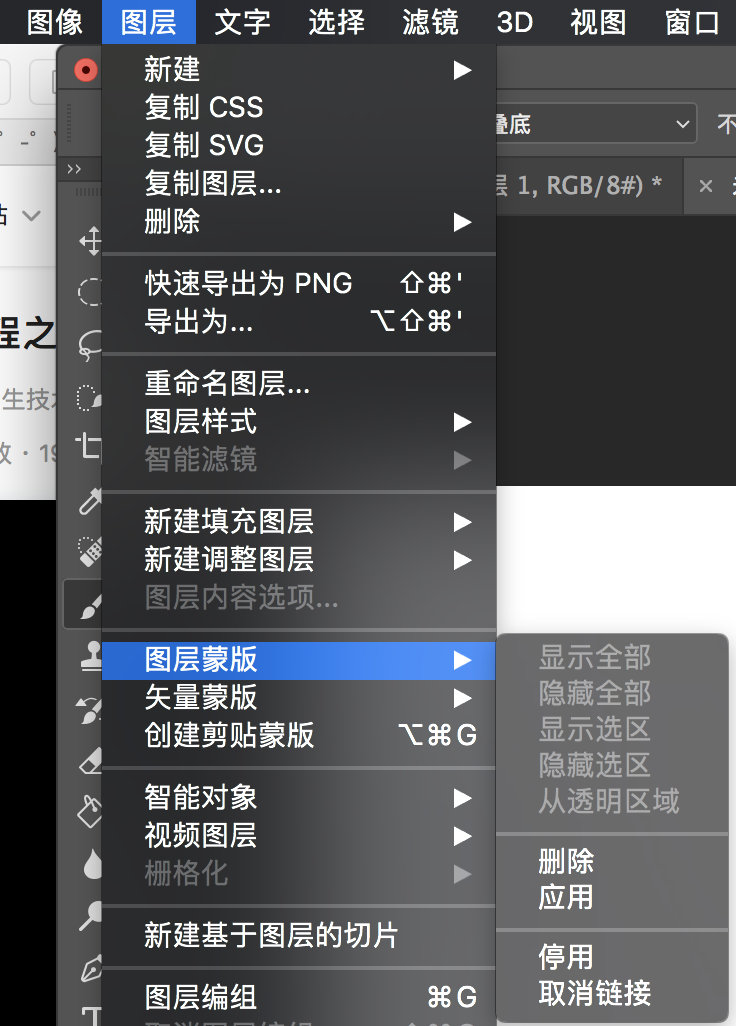 图像 图层 文字 选择 滤镜 3D 视图 窗口
新建
复制 CSS
复制 SVG
复制图层...
删除
快速导出为 PNG ⇧⌘'
导出为... ⌥⇧⌘'
重命名图层...
图层样式
智能滤镜
新建填充图层
新建调整图层
图层内容选项...
图层蒙版
矢量蒙版
创建剪贴蒙版 ⌥⌘G
智能对象
视频图层
栅格化
新建基于图层的切片
图层编组 ⌘G
取消图层编组 ⇧⌘G
显示全部
隐藏全部
显示选区
隐藏选区
从透明区域
删除
应用
停用
取消链接
叠底
不
层 1, RGB/8#) *
程之
生技